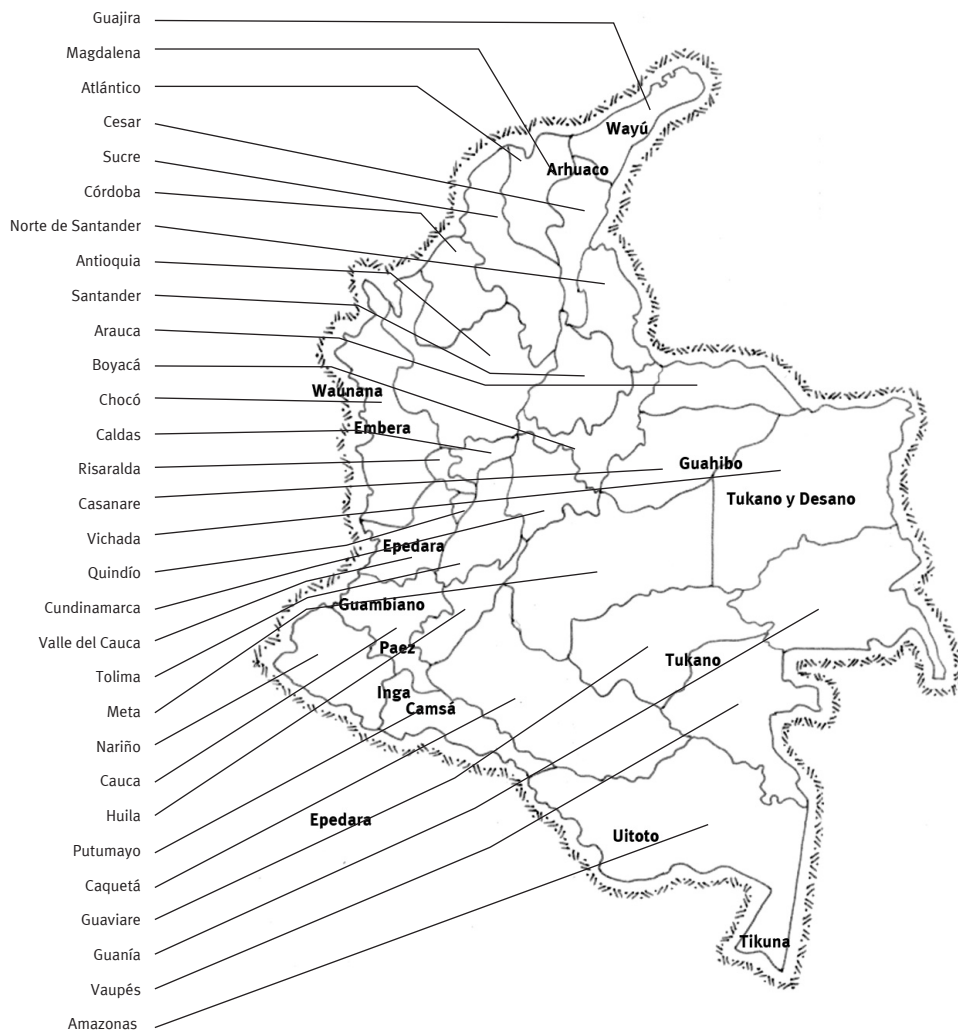 Guajira
Magdalena
Atlántico
Cesar
Sucre
Córdoba
Norte de Santander
Antioquia
Santander
Arauca
Boyacá
Chocó
Caldas
Risaralda
Casanare
Vichada
Quindío
Cundinamarca
Valle del Cauca
Tolima
Meta
Nariño
Cauca
Huila
Putumayo
Caquetá
Guaviare
Guanía
Vaupés
Amazonas
Wayú
Arhuaco
Waunana
Embera
Guahibo
Tukano y Desano
Epedara
Guambiano
Paez
Tukano
Inga
Camsá
Epedara
Uitoto
Tikuna